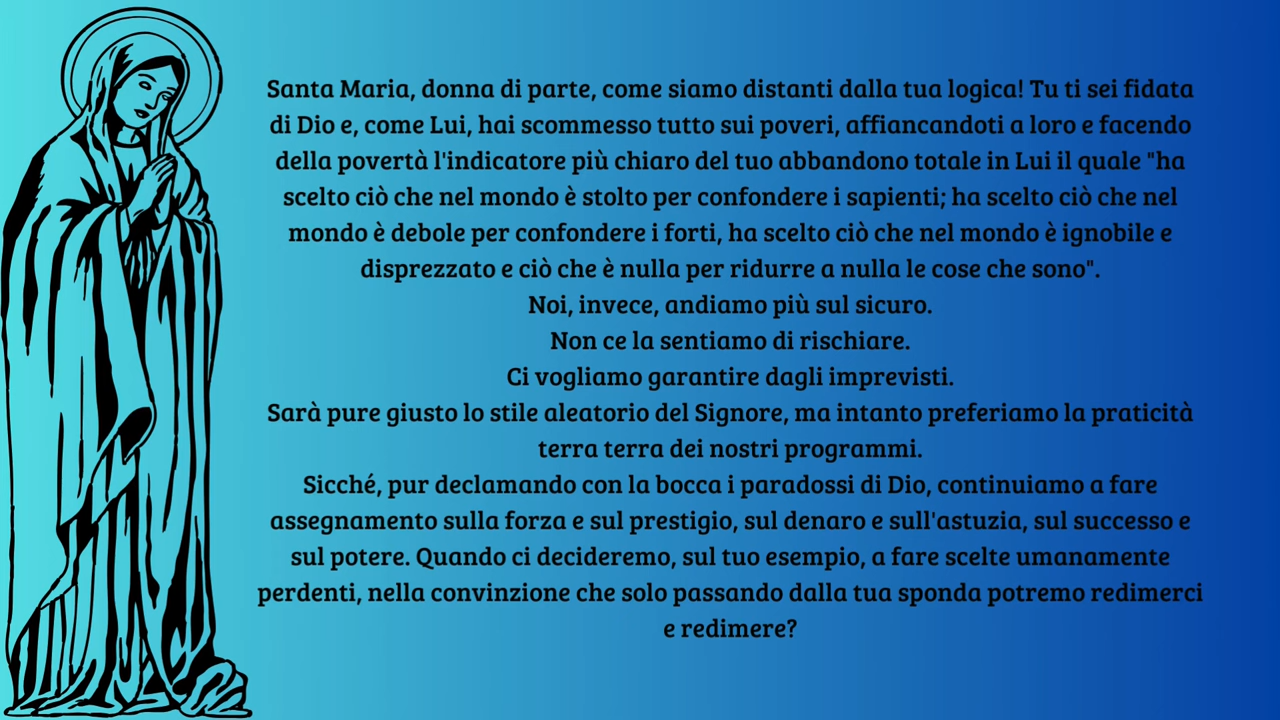 Santa Maria, donna di parte, come siamo distanti dalla tua logica! Tu ti sei fidata
di Dio e, come Lui, hai scommesso tutto sui poveri, affiancandoti a loro e facendo
della povertà l'indicatore più chiaro del tuo abbandono totale in Lui il quale "ha
scelto ciò che nel mondo è stolto per confondere i sapienti; ha scelto ciò che nel
mondo è debole per confondere i forti, ha scelto ciò che nel mondo è ignobile e
disprezzato e ciò che è nulla per ridurre a nulla le cose che sono".
Noi, invece, andiamo più sul sicuro.
Non ce la sentiamo di rischiare.
Ci vogliamo garantire dagli imprevisti.
Sarà pure giusto lo stile aleatorio del Signore, ma intanto preferiamo la praticità
terra terra dei nostri programmi.
Sicché, pur declamando con la bocca i paradossi di Dio, continuiamo a fare
assegnamento sulla forza e sul prestigio, sul denaro e sull'astuzia, sul successo e
sul potere. Quando ci decideremo, sul tuo esempio, a fare scelte umanamente
perdenti, nella convinzione che solo passando dalla tua sponda potremo redimerci
e redimere?